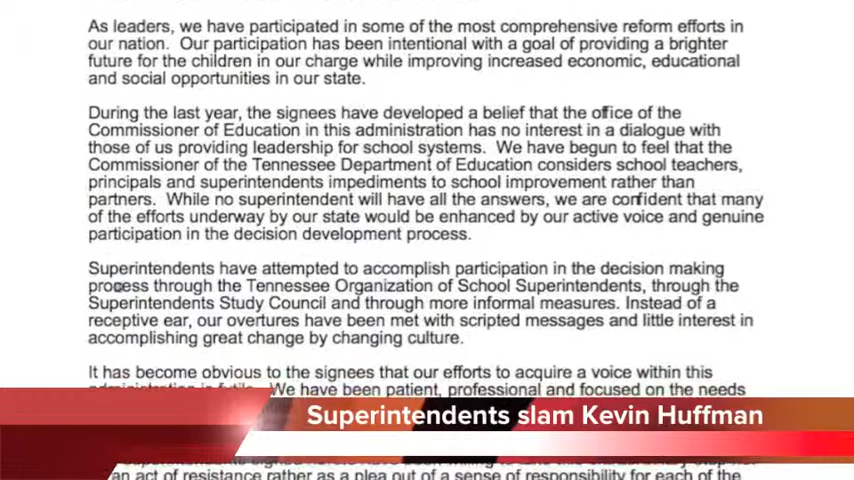 As leaders, we have participated in some of the most comprehensive reform efforts in
our nation. Our participation has been intentional with a goal of providing a brighter
future for the children in our charge while improving increased economic, educational
and social opportunities in our state.
During the last year, the signees have developed a belief that the office of the
Commissioner of Education in this administration has no interest in a dialogue with
those of us providing leadership for school systems. We have begun to feel that the
Commissioner of the Tennessee Department of Education considers school teachers,
principals and superintendents impediments to school improvement rather than
partners. While no superintendent will have all the answers, we are confident that many
of the efforts underway by our state would be enhanced by our active voice and genuine
participation in the decision development process.
Superintendents have attempted to accomplish participation in the decision making
process through the Tennessee Organization of School Superintendents, through the
Superintendents Study Council and through more informal measures. Instead of a
receptive ear, our overtures have been met with scripted messages and little interest in
accomplishing great change by changing culture.
It has become obvious to the signees that our efforts to acquire a voice within this
administration is futile. We have been patient, professional and focused on the needs
Superintendents slam Kevin Huffman
an act of resistance rather as a plea out of a sense of responsibility for each of the